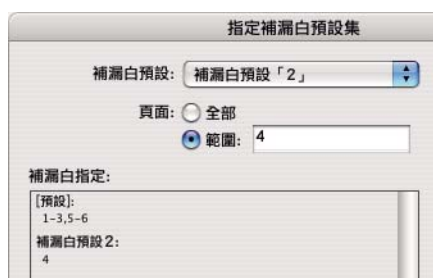 指定補漏白預設集
補漏白預設: 補漏白預設「2」
頁面: 全部
範圍: 4
補漏白指定:
[預設]:
1-3,5-6
補漏白預設2:
4